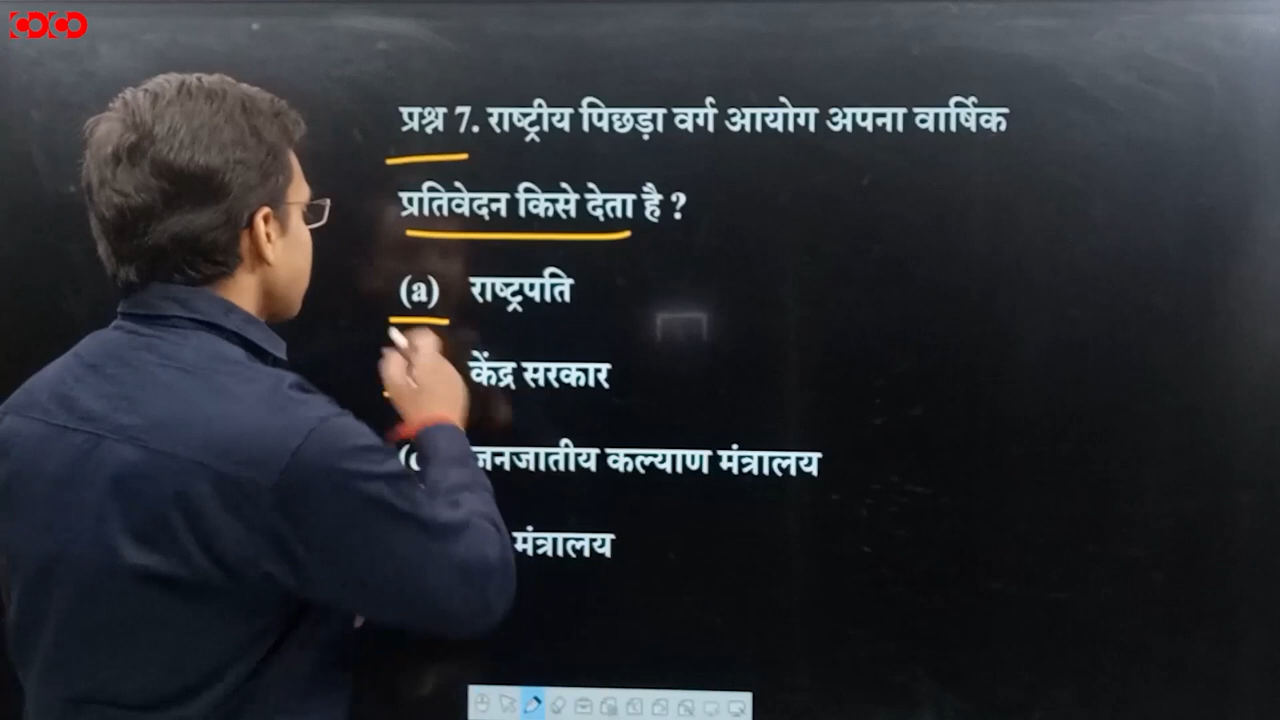 प्रश्न 7. राष्ट्रीय पिछड़ा वर्ग आयोग अपना वार्षिक
प्रतिवेदन किसे देता है ?
(a) राष्ट्रपति
केंद्र सरकार
जनजातीय कल्याण मंत्रालय
मंत्रालय